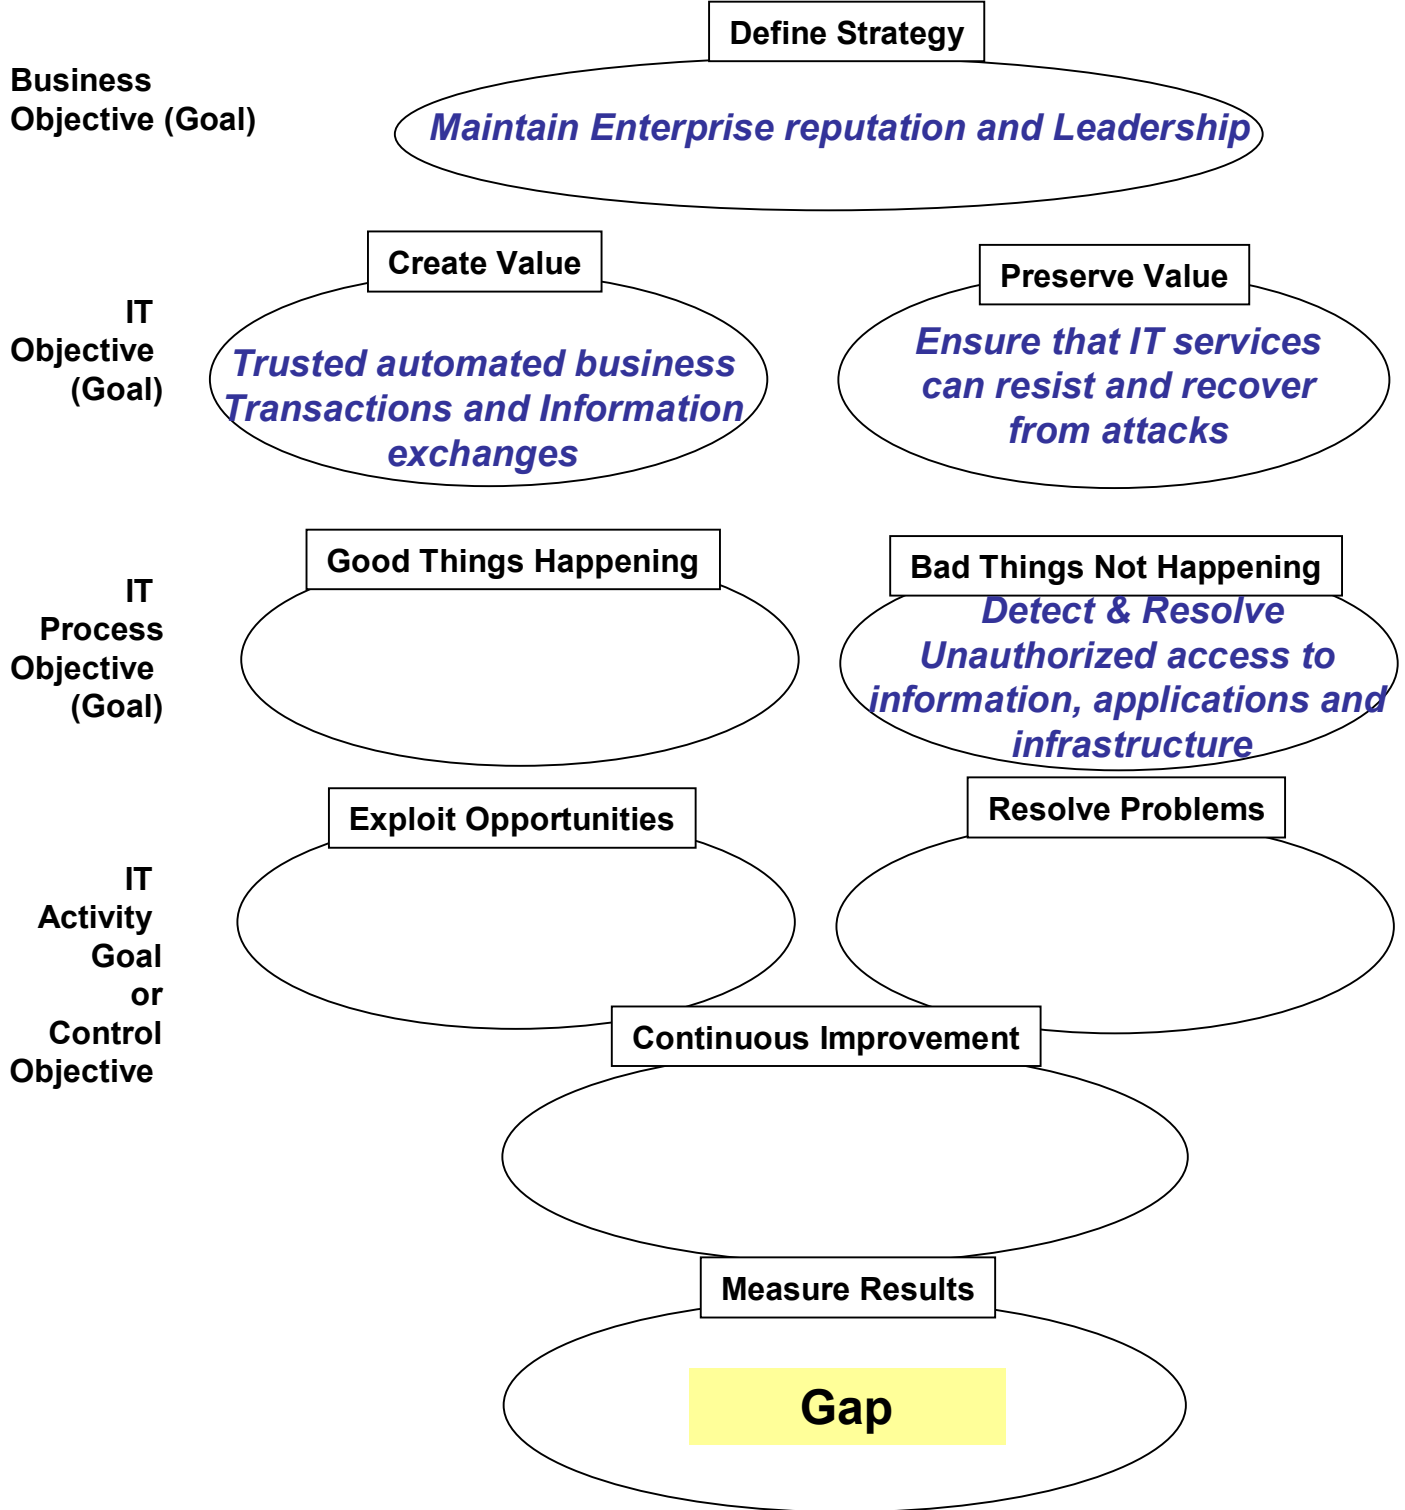 Define Strategy
Business
Objective (Goal)
Maintain Enterprise reputation and Leadership
Create Value
Preserve Value
IT
Objective
(Goal)
Trusted automated business
Transactions and Information
exchanges
Ensure that IT services
can resist and recover
from attacks
Good Things Happening
Bad Things Not Happening
IT
Process
Objective
(Goal)
Detect & Resolve
Unauthorized access to
information, applications and
infrastructure
Exploit Opportunities
Resolve Problems
IT
Activity
Goal
or
Control
Objective
Continuous Improvement
Measure Results
Gap